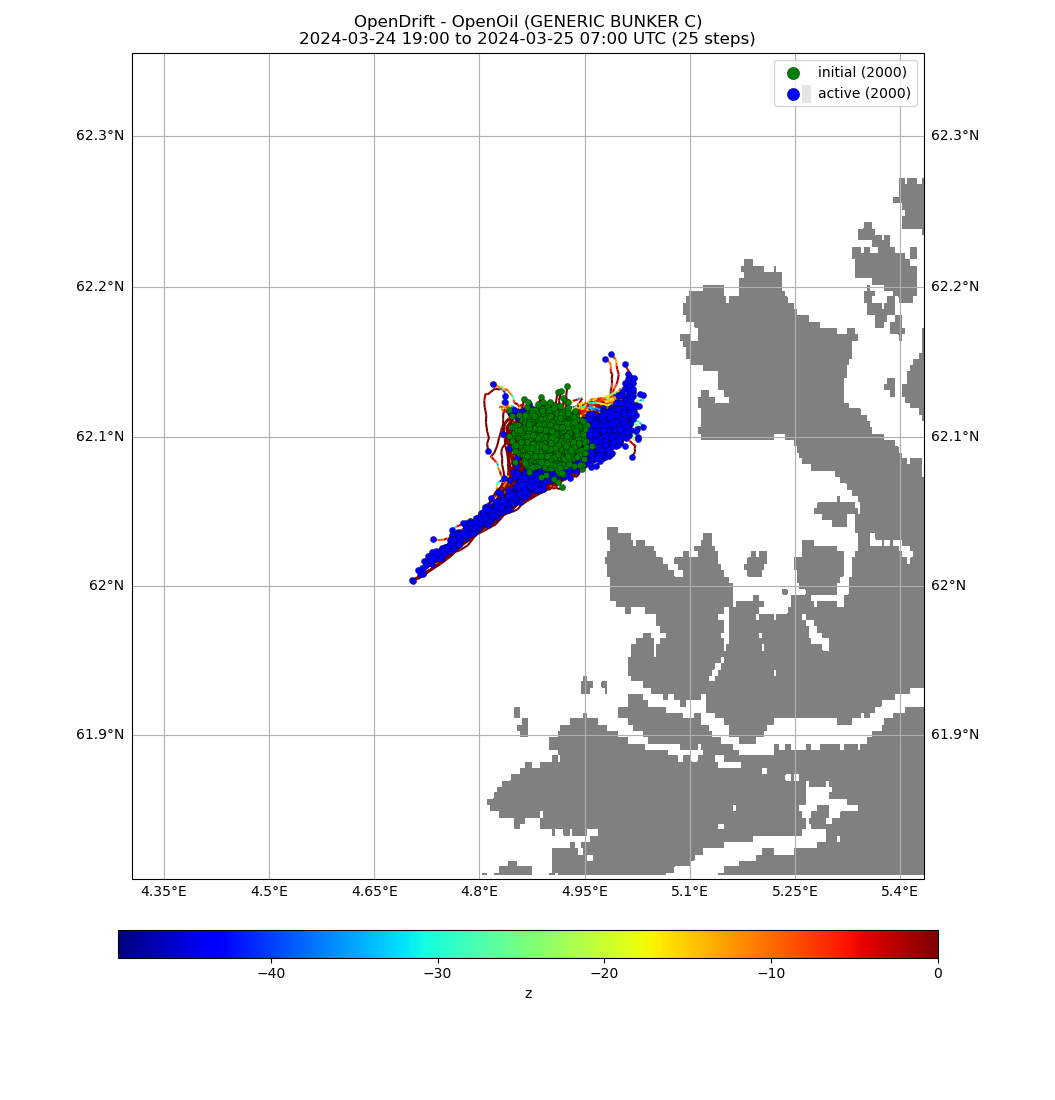 OpenDrift - OpenOil (GENERIC BUNKER C)
2024-03-24 19:00 to 2024-03-25 07:00 UTC (25 steps)
initial (2000)
active (2000)
62.3°N 62.3°N
62.2°N 62.2°N
62.1°N 62.1°N
62°N 62°N
61.9°N 61.9°N
4.35°E 4.5°E 4.65°E 4.8°E 4.95°E 5.1°E 5.25°E 5.4°E
−40 −30 −20 −10 0
z